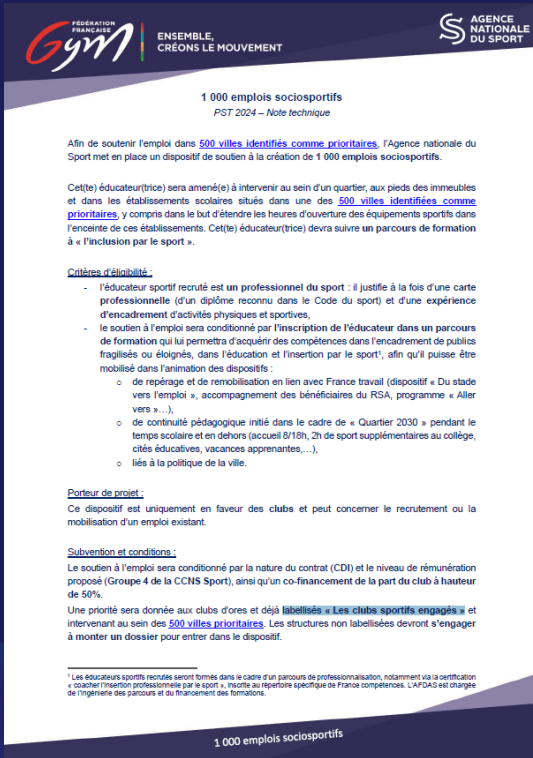 FÉDÉRATION
FRANÇAISE
Gym
ENSEMBLE,
CRÉONS LE MOUVEMENT
AGENCE
NATIONALE
DU SPORT
1 000 emplois sociosportifs
PST 2024 – Note technique
Afin de soutenir l'emploi dans 500 villes identifiés comme prioritaires, l'Agence nationale du
Sport met en place un dispositif de soutien à la création de 1 000 emplois sociosportifs.
Cet(te) éducateur(trice) sera amené(e) à intervenir au sein d'un quartier, aux pieds des immeubles
et dans les établissements scolaires situés dans une des 500 villes identifiées comme
prioritaires, y compris dans le but d'étendre les heures d'ouverture des équipements sportifs dans
l'enceinte de ces établissements. Cet(te) éducateur(trice) devra suivre un parcours de formation
à « l'inclusion par le sport ».
Critères d'éligibilité :
- l'éducateur sportif recruté est un professionnel du sport : il justifie à la fois d'une carte
professionnelle (d'un diplôme reconnu dans le Code du sport) et d'une expérience
d'encadrement d'activités physiques et sportives,
- le soutien à l'emploi sera conditionné par l'inscription de l'éducateur dans un parcours
de formation qui lui permettra d'acquérir des compétences dans l'encadrement de publics
fragilisés ou éloignés, dans l'éducation et l'insertion par le sport¹, afin qu'il puisse être
mobilisé dans l'animation des dispositifs :
o de repérage et de remobilisation en lien avec France travail (dispositif « Du stade
vers l'emploi », accompagnement des bénéficiaires du RSA, programme « Aller
vers »…),
o de continuité pédagogique initié dans le cadre de « Quartier 2030 » pendant le
temps scolaire et en dehors (accueil 8/18h, 2h de sport supplémentaires au collège,
cités éducatives, vacances apprenantes,…),
o liés à la politique de la ville.
Porteur de projet :
Ce dispositif est uniquement en faveur des clubs et peut concerner le recrutement ou la
mobilisation d'un emploi existant.
Subvention et conditions :
Le soutien à l'emploi sera conditionné par la nature du contrat (CDI) et le niveau de rémunération
proposé (Groupe 4 de la CCNS Sport), ainsi qu'un co-financement de la part du club à hauteur
de 50%.
Une priorité sera donnée aux clubs d'ores et déjà labellisés « Les clubs sportifs engagés » et
intervenant au sein des 500 villes prioritaires. Les structures non labellisées devront s'engager
à monter un dossier pour entrer dans le dispositif.
¹ Les éducateurs sportifs recrutés seront formés dans le cadre d'un parcours de professionnalisation, notamment via la certification
« coacher l'insertion professionnelle par le sport », inscrite au répertoire spécifique de France compétences. L'AFDAS est chargée
de l'ingénierie des parcours et du financement des formations.
1 000 emplois sociosportifs